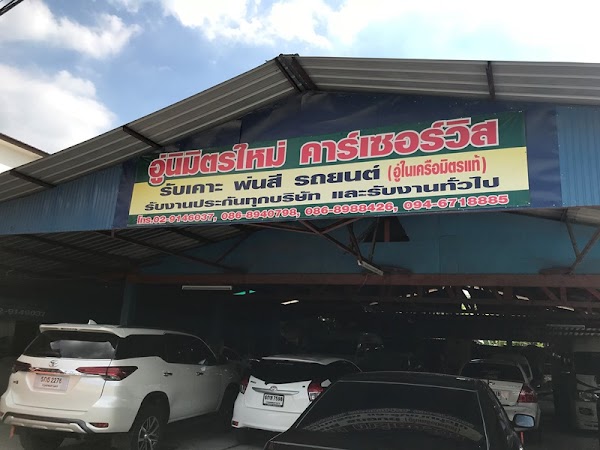 อู่นิมิตรใหม่ คาร์เซอร์วิส
รับเคาะ พ่นสี รถยนต์ (อู่ในเครือมิตรแท้)
รับงานประกันทุกบริษัท และรับงานทั่วไป
โทร.02-9146037, 086-8940798, 086-8988426, 094-6718885